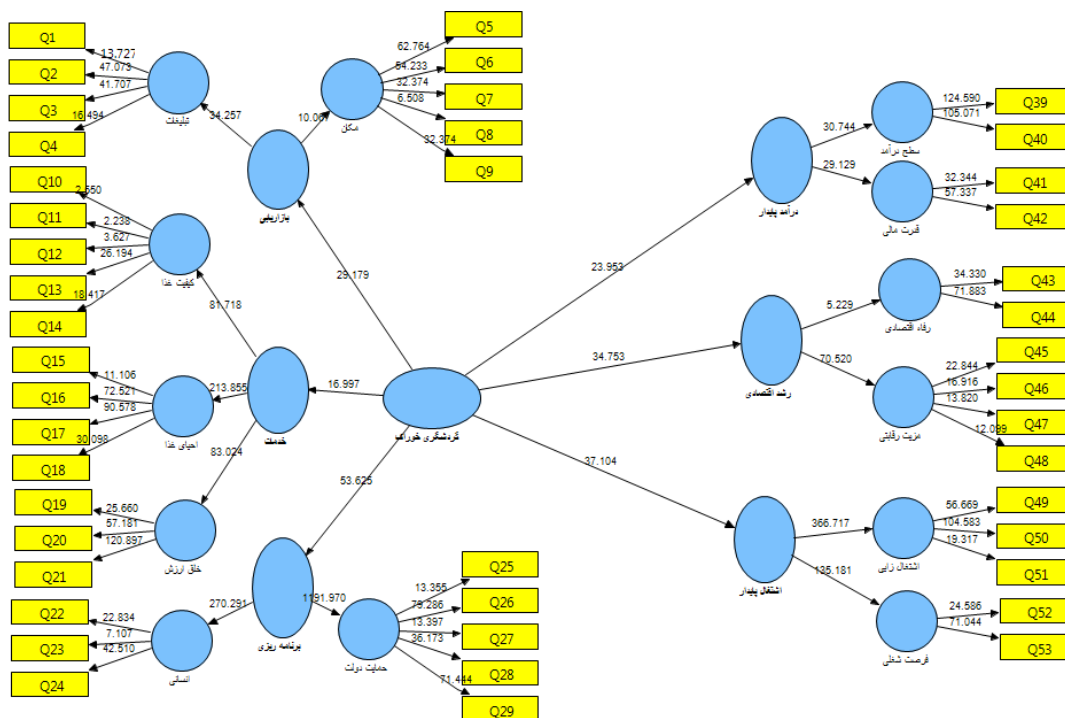 Q1
Q2
Q3
Q4
13.727
47.073
41.707
16.494
تبلیغات
34.257
Q5
Q6
Q7
Q8
Q9
62.764
54.233
32.374
6.508
32.374
مکان
10.067
بازاریابی
29.179
Q10
Q11
Q12
Q13
Q14
2.550
2.238
3.627
26.194
18.417
کیفیت غذا
81.718
Q15
Q16
Q17
Q18
11.106
72.521
90.578
30.098
احیای غذا
213.855
خدمت
16.997
Q19
Q20
Q21
25.660
57.181
120.897
خلق ارزش
83.024
گردشگری خوراک
53.625
Q22
Q23
Q24
22.834
7.107
42.510
انسانی
270.291
برنامه ریزی
1191.970
Q25
Q26
Q27
Q28
Q29
13.355
79.286
13.397
36.173
71.444
حمایت دولت
23.953
درآمد پایدار
30.744
29.129
سطح درآمد
124.590
105.071
Q39
Q40
قدرت مالی
32.344
57.337
Q41
Q42
34.753
رشد اقتصادی
5.229
70.520
رفاه اقتصادی
34.330
71.883
Q43
Q44
مزیت رقابتی
22.844
16.916
13.820
12.099
Q45
Q46
Q47
Q48
37.104
اشتغال پایدار
366.717
135.181
اشتغال زایی
56.669
104.583
19.317
Q49
Q50
Q51
فرصت شغلی
24.586
71.044
Q52
Q53